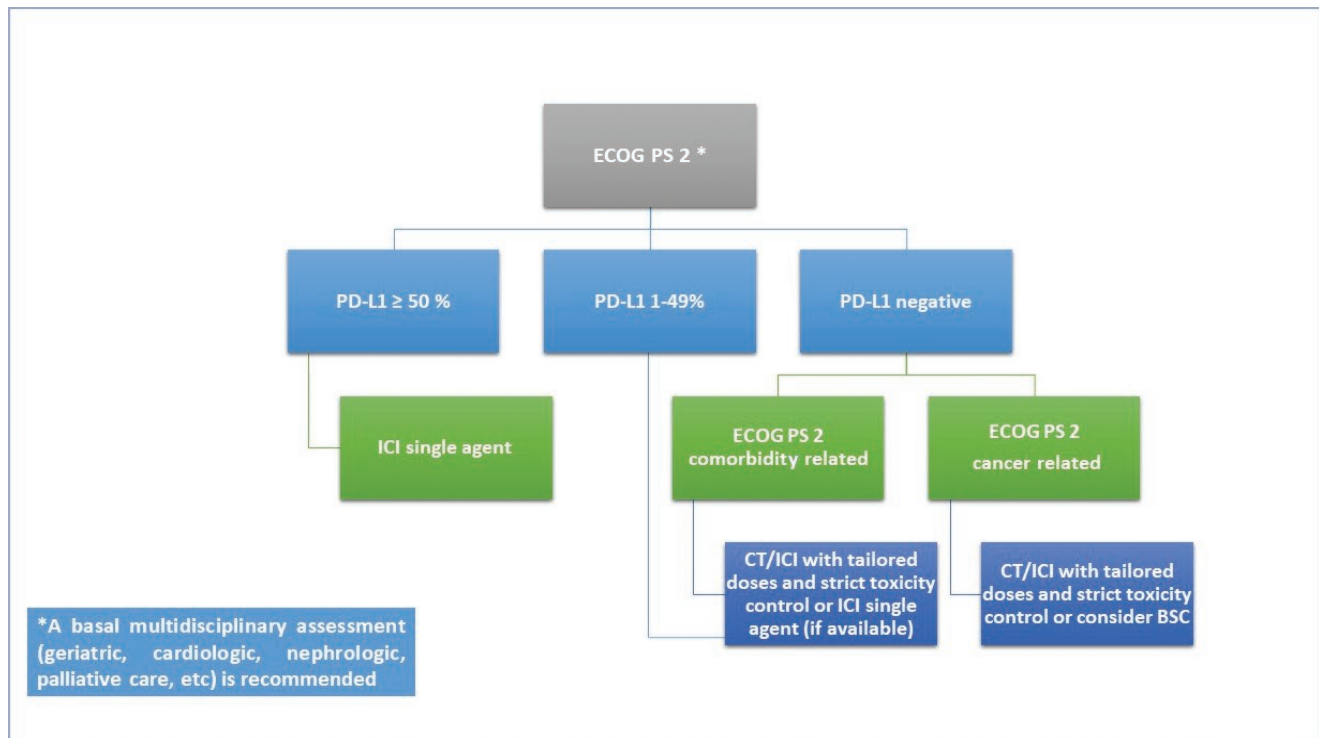 ECOG PS 2 *
PD-L1 ≥ 50 %
PD-L1 1-49%
PD-L1 negative
ICI single agent
ECOG PS 2
comorbidity related
ECOG PS 2
cancer related
CT/ICI with tailored
doses and strict toxicity
control or ICI single
agent (if available)
CT/ICI with tailored
doses and strict toxicity
control or consider BSC
*A basal multidisciplinary assessment
(geriatric, cardiologic, nephrologic,
palliative care, etc) is recommended